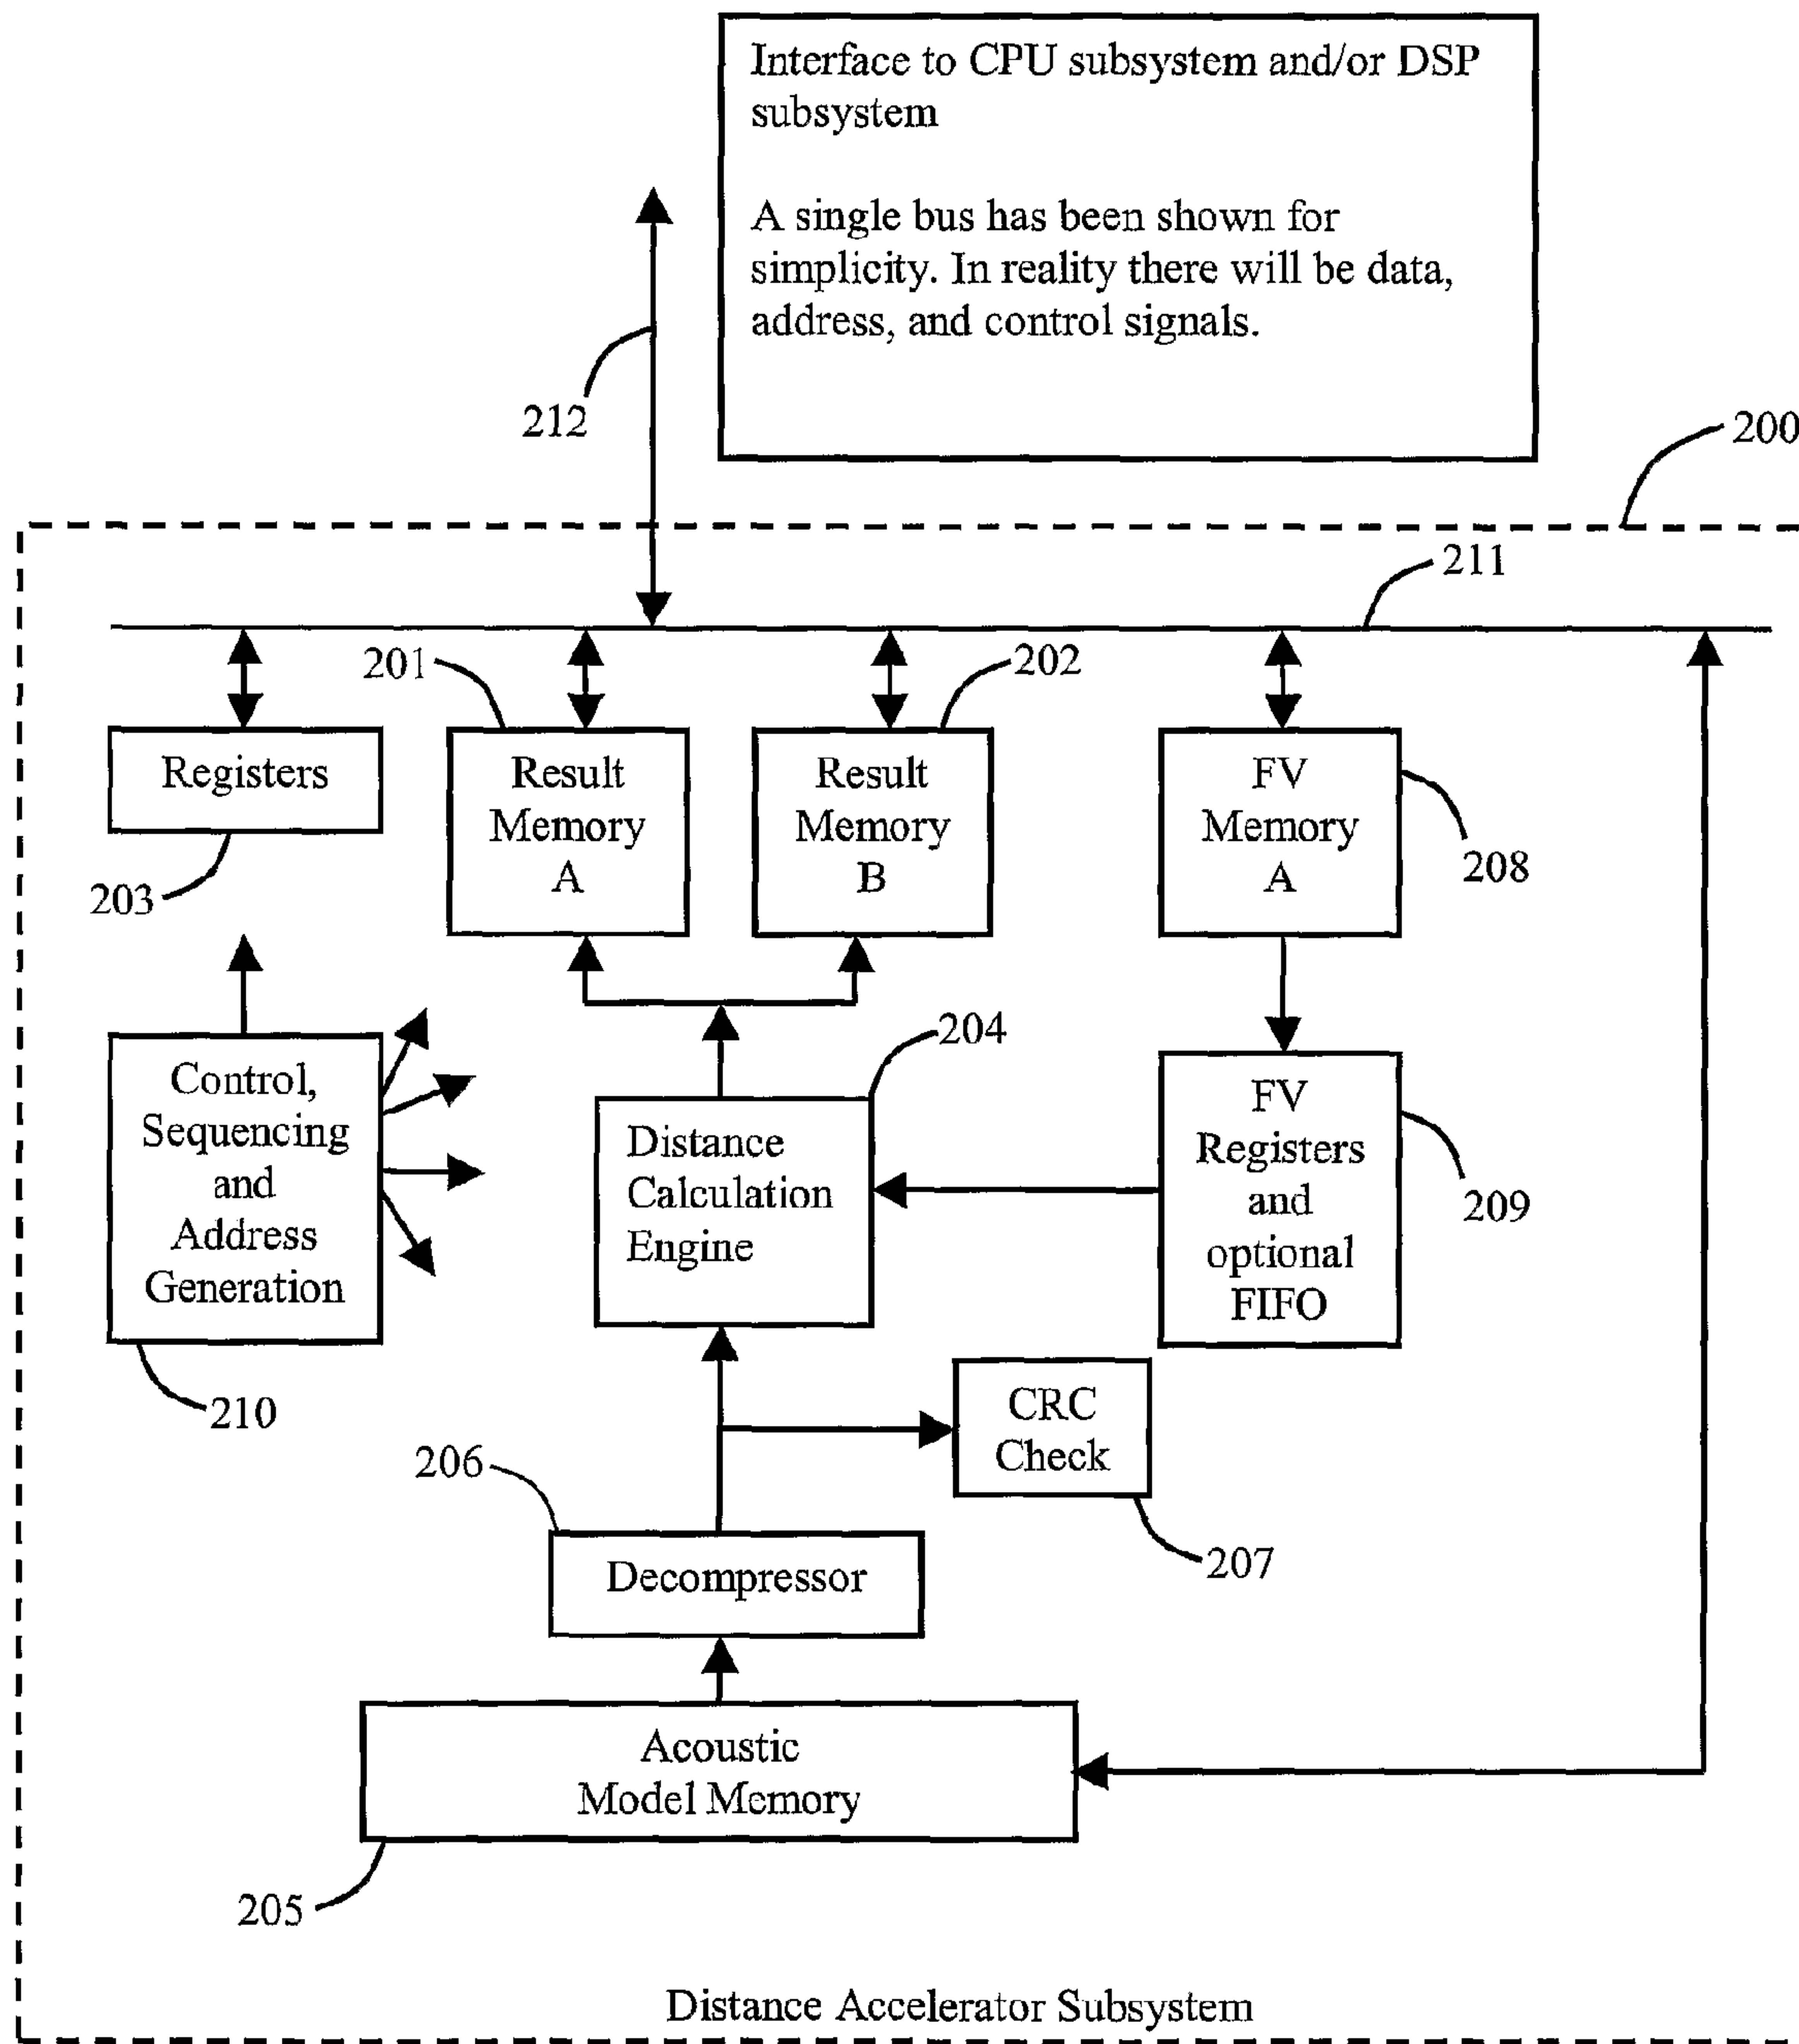 Interface to CPU subsystem and/or DSP
subsystem
A single bus has been shown for
simplicity. In reality there will be data,
address, and control signals.
212
200
211
201
202
Registers
Result
Memory
A
Result
Memory
B
FV
Memory
A
203
208
204
Control,
Sequencing
and
Address
Generation
Distance
Calculation
Engine
FV
Registers
and
optional
FIFO
209
210
CRC
Check
206
207
Decompressor
Acoustic
Model Memory
205
Distance Accelerator Subsystem